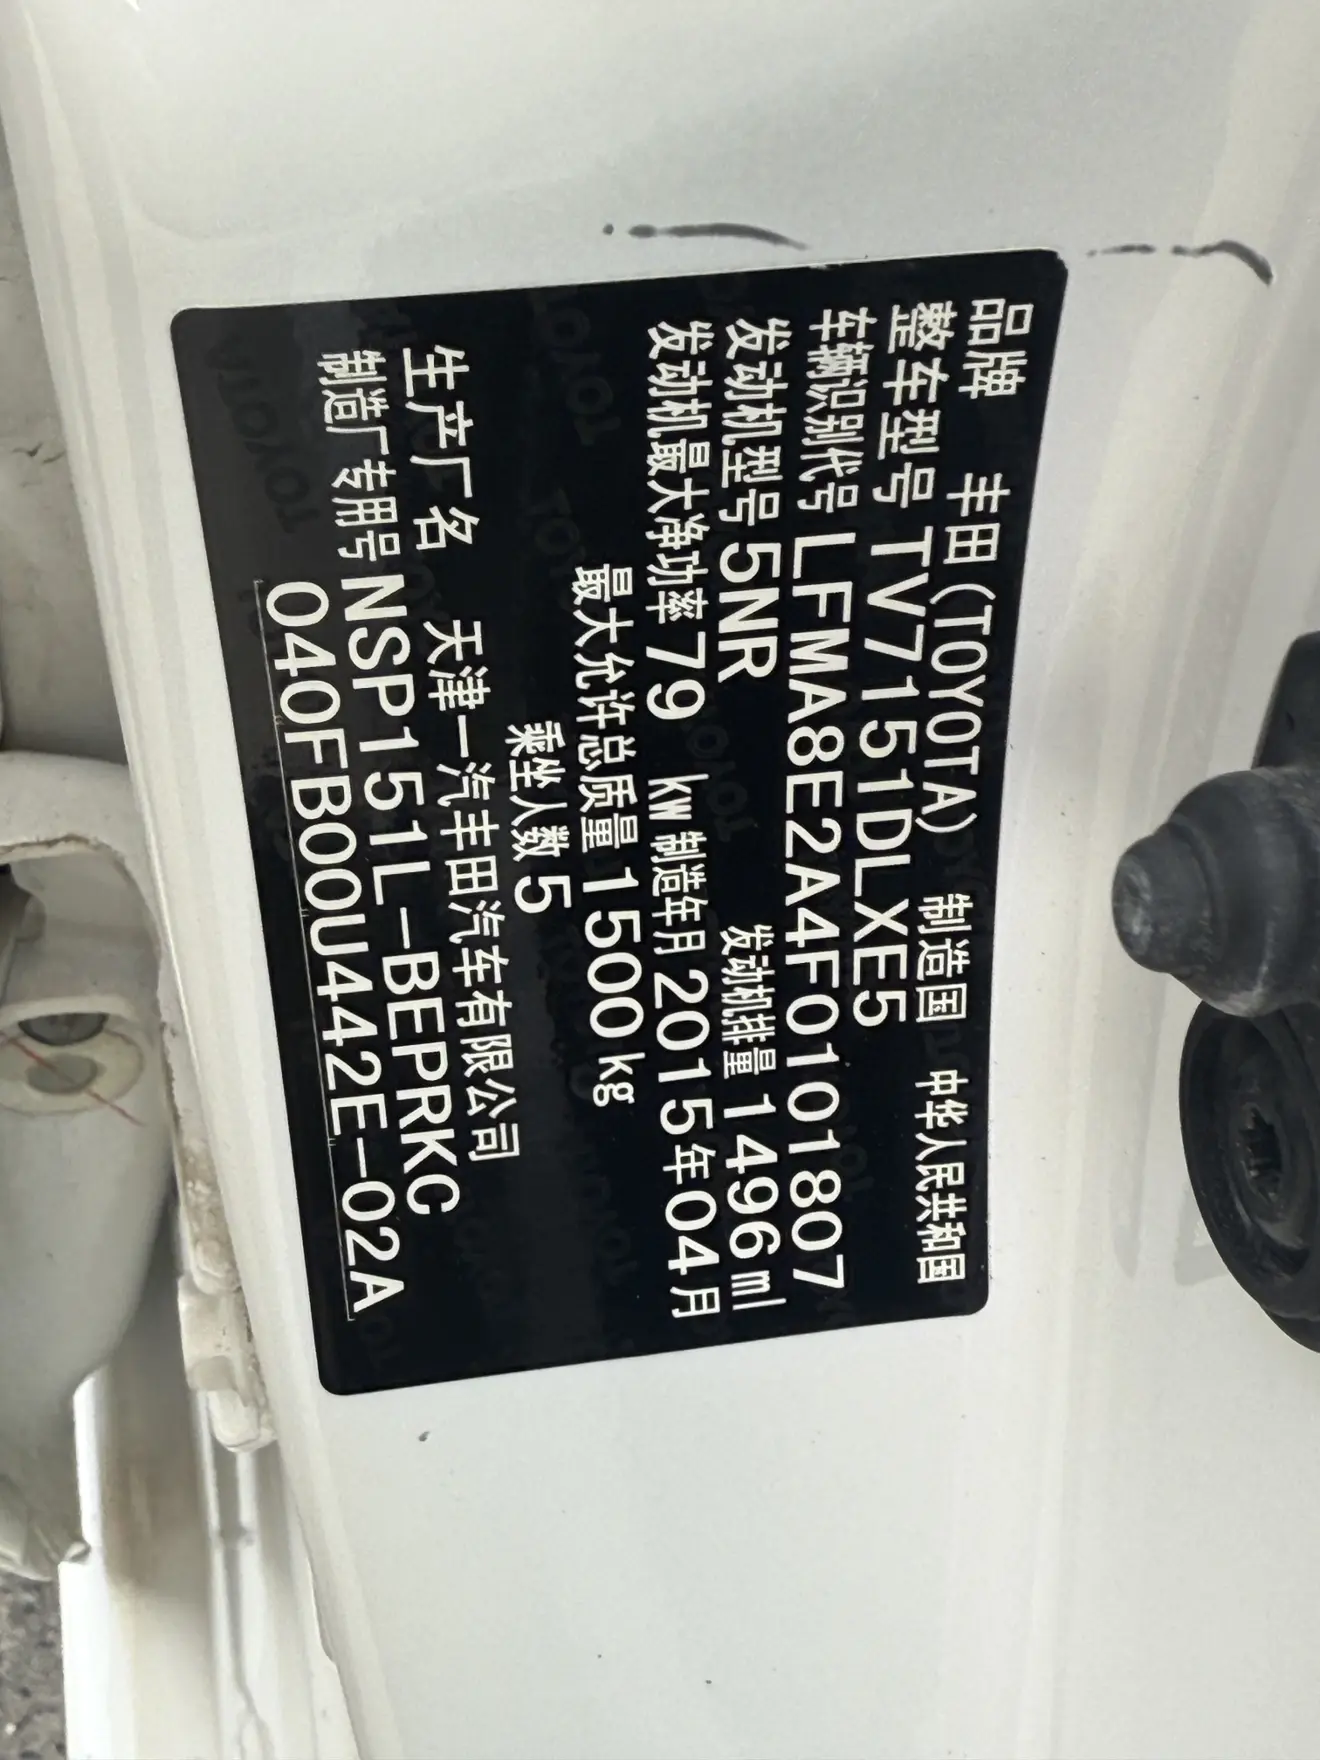 品牌 丰田(TOYOTA) 制造国 中华人民共和国
整车型号 TV7151DLXE5
车辆识别代号 LFMA8E2A4F0101807
发动机型号 5NR 发动机排量 1496 ml
发动机最大净功率 79 kW 制造年月 2015年04月
最大允许总质量 1500 kg
乘坐人数 5
生产厂名 天津一汽丰田汽车有限公司
制造厂专用号 NSP151L-BEPRKC
040FB00U442E-02A